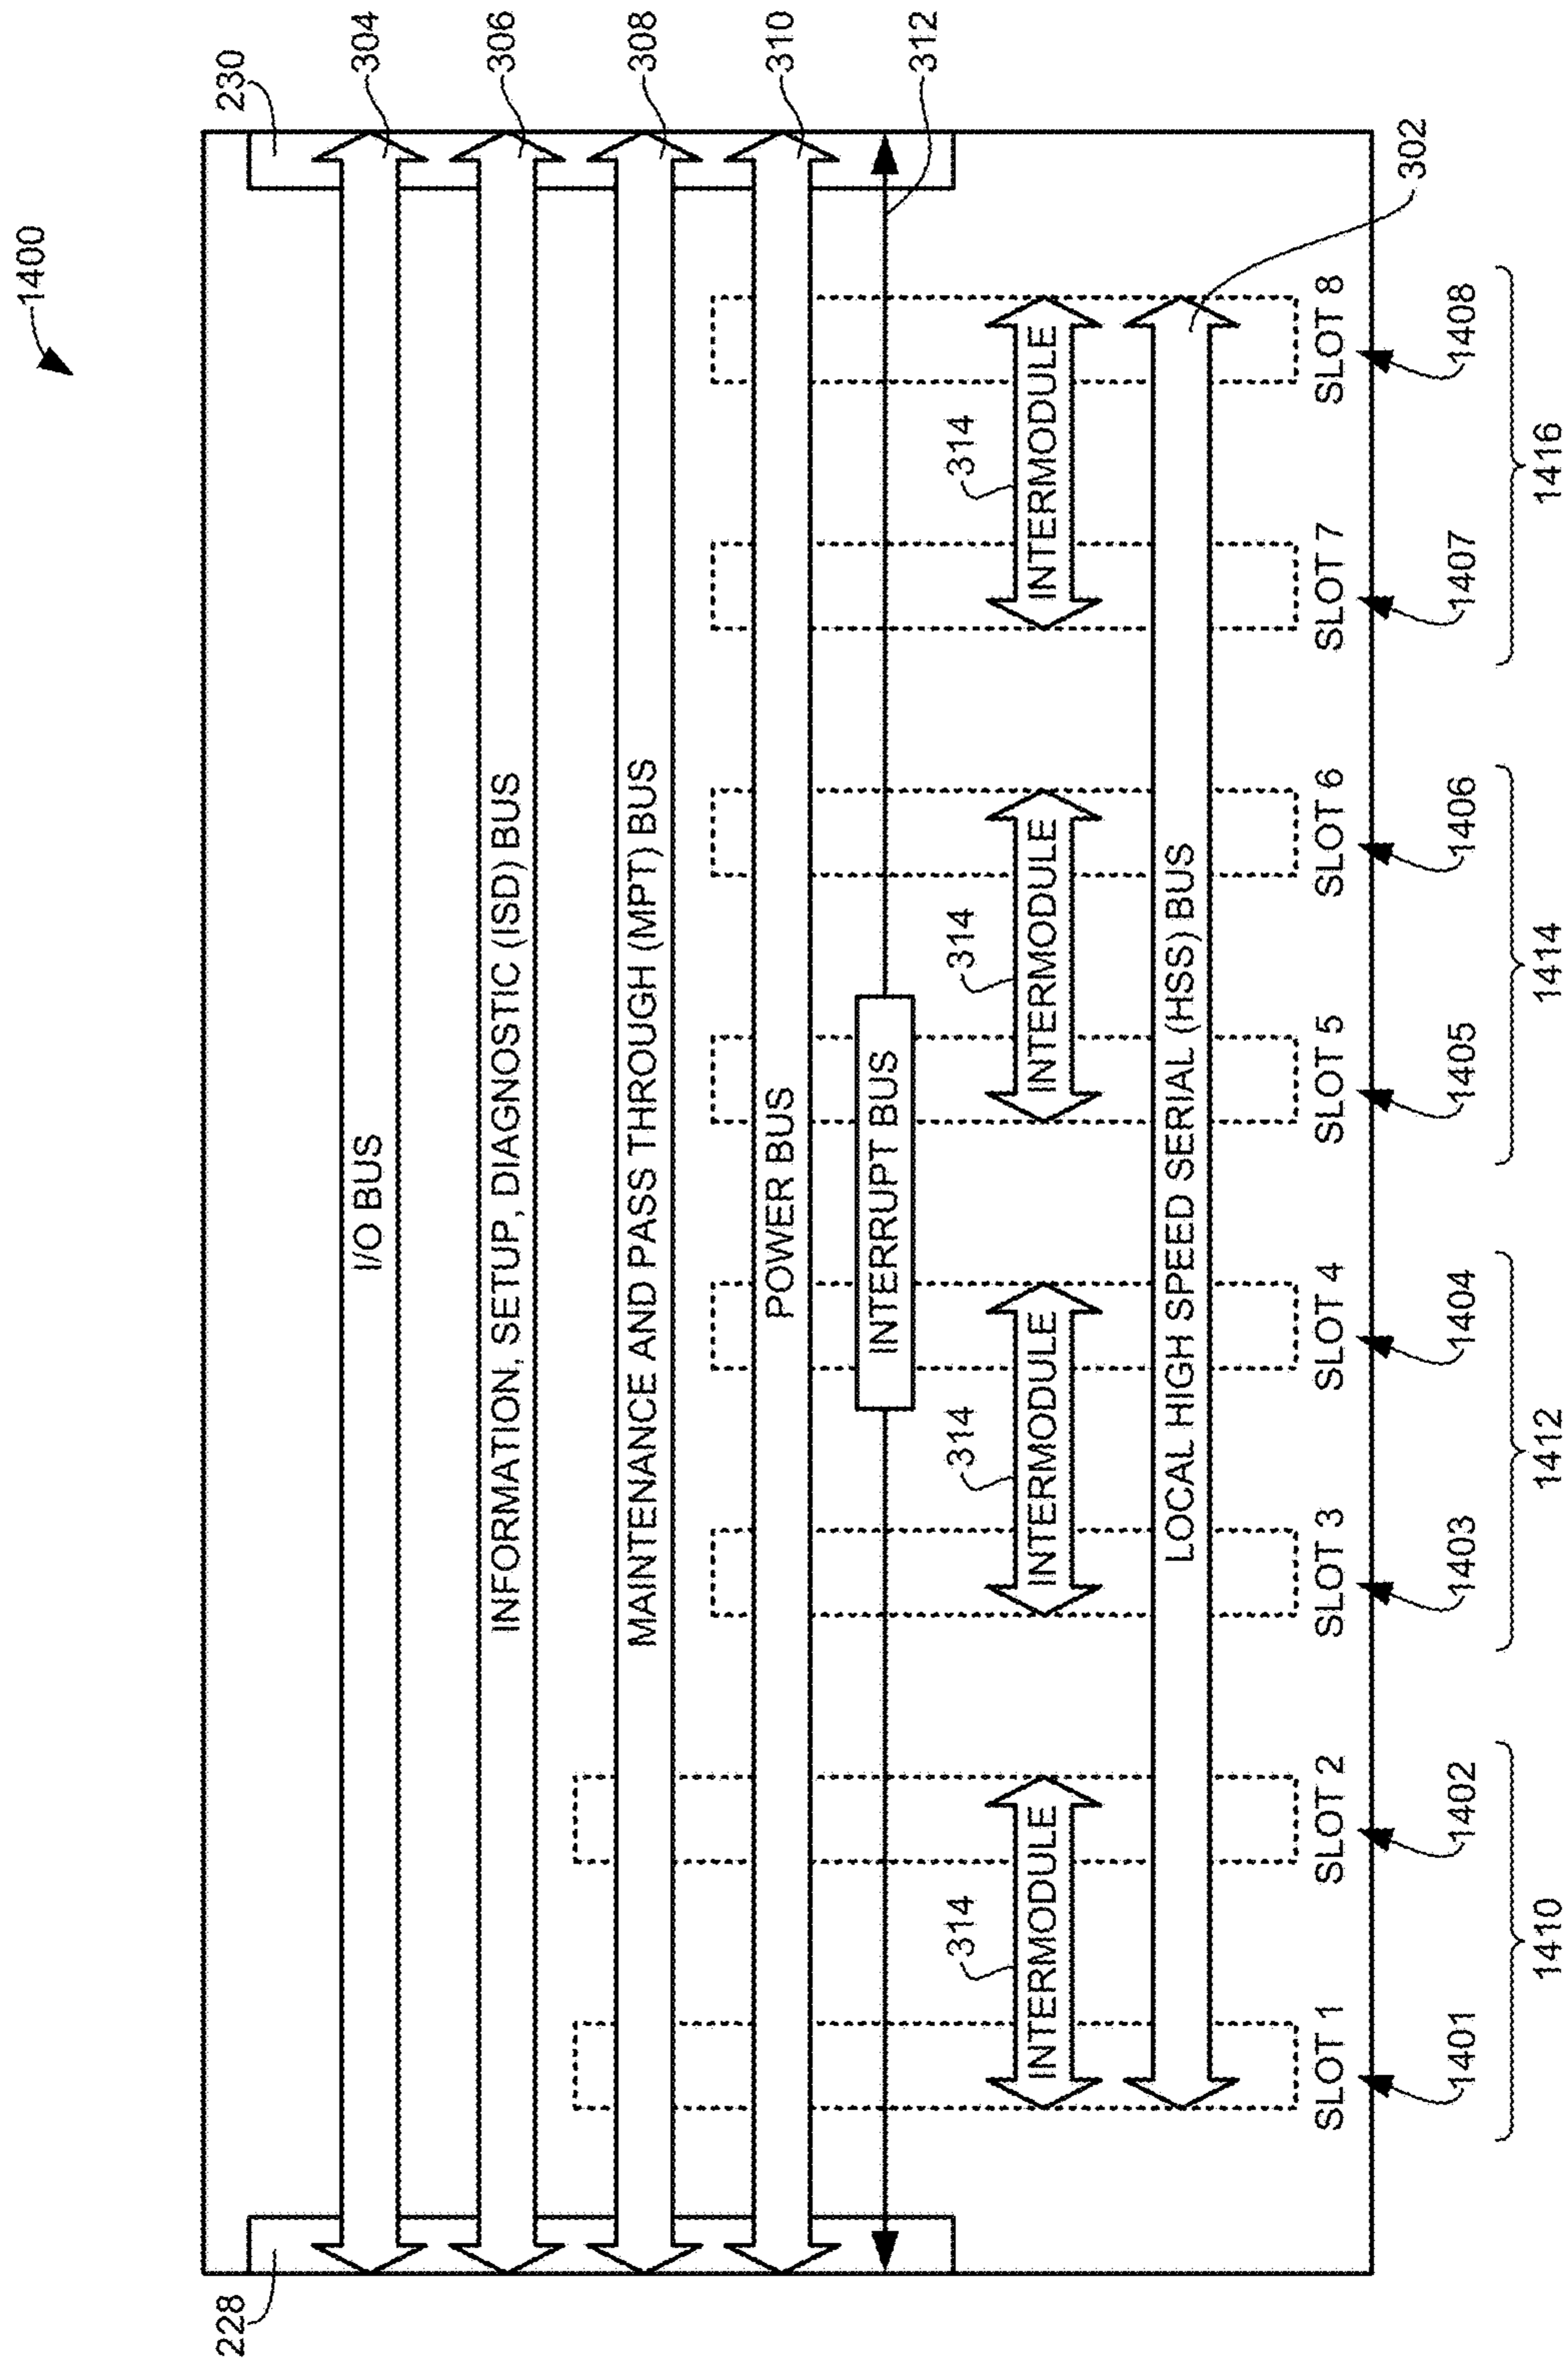 1400
230
304
306
308
310
312
302
228
I/O BUS
INFORMATION, SETUP, DIAGNOSTIC (ISD) BUS
MAINTENANCE AND PASS THROUGH (MPT) BUS
POWER BUS
INTERRUPT BUS
314
314
314
314
INTERMODULE
INTERMODULE
INTERMODULE
INTERMODULE
LOCAL HIGH SPEED SERIAL (HSS) BUS
SLOT 1
SLOT 2
SLOT 3
SLOT 4
SLOT 5
SLOT 6
SLOT 7
SLOT 8
1401
1402
1403
1404
1405
1406
1407
1408
1410
1412
1414
1416